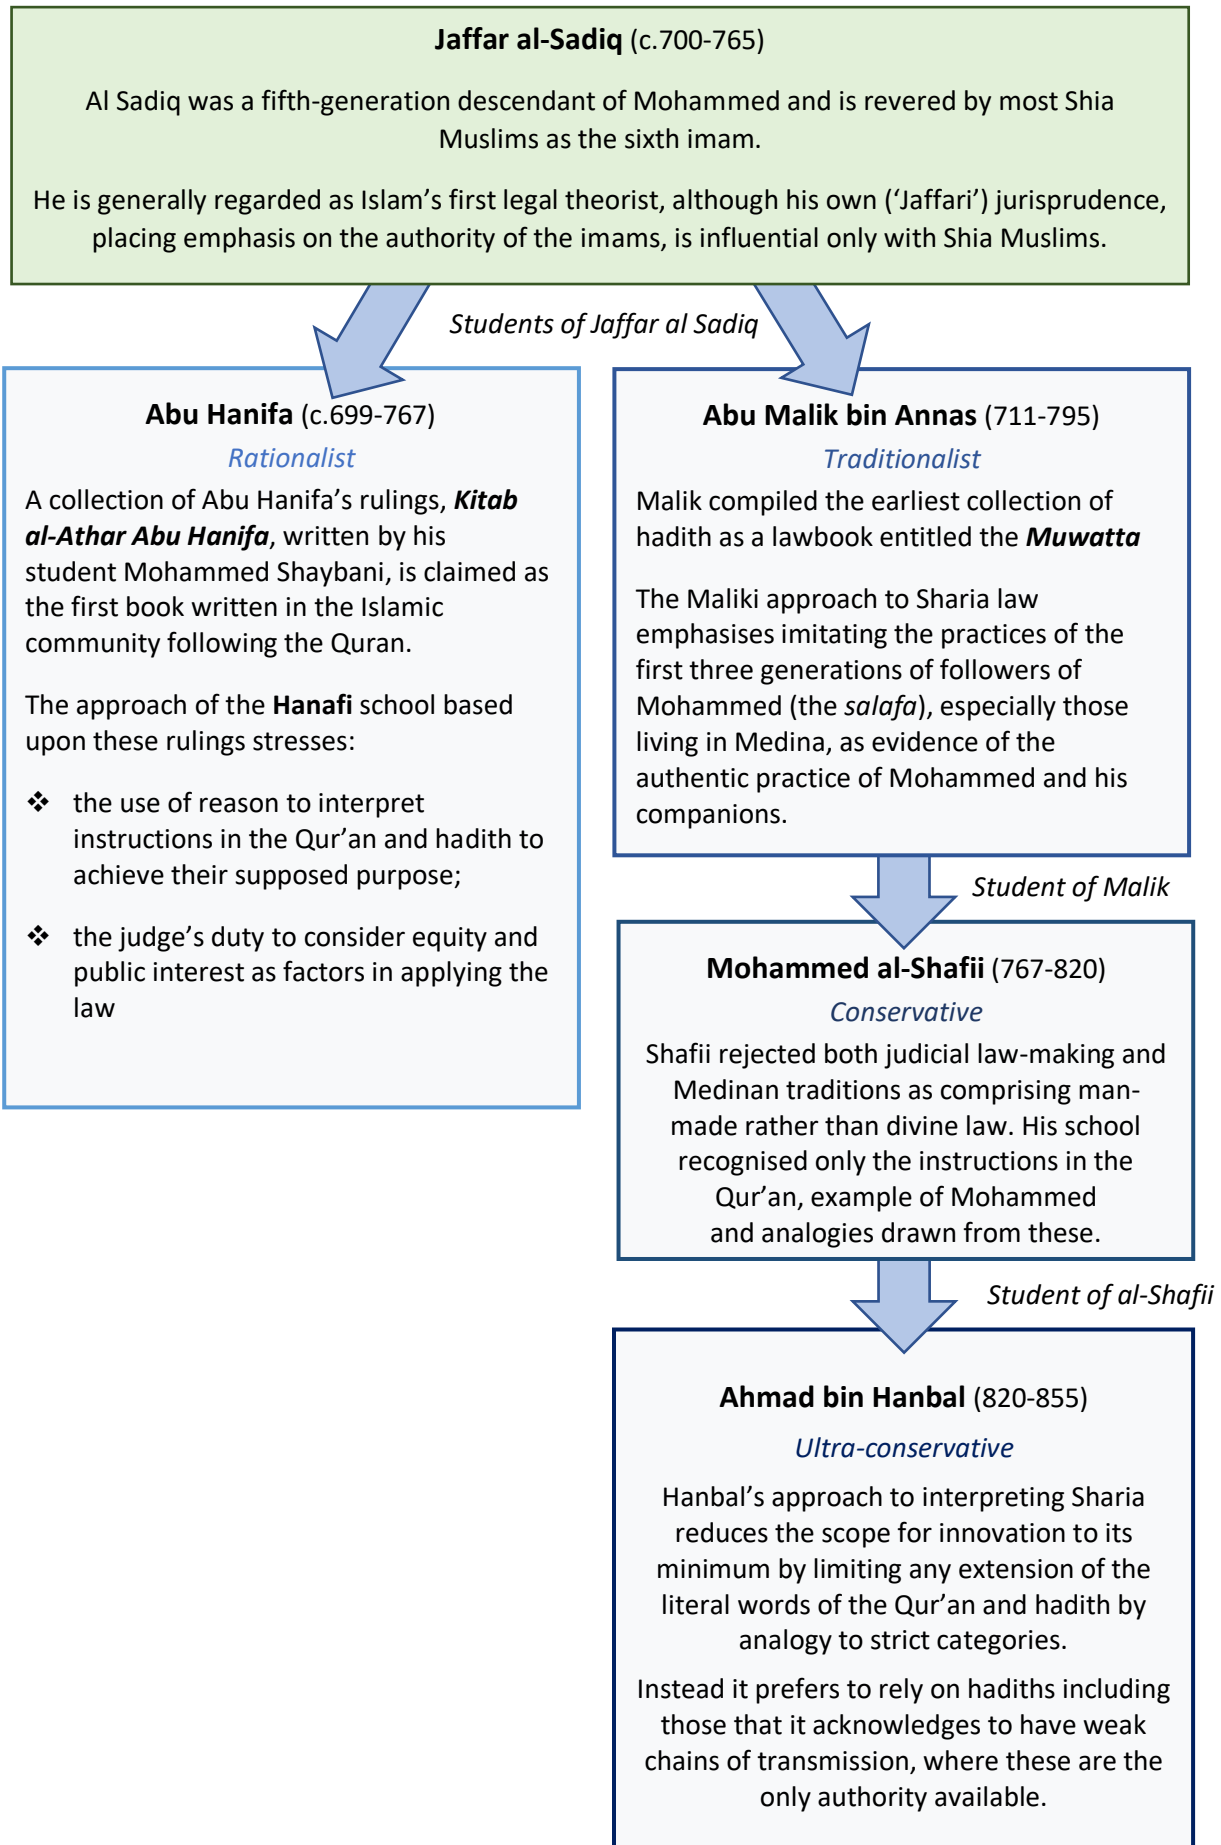 Jaffar al-Sadiq (c.700-765)
Al Sadiq was a fifth-generation descendant of Mohammed and is revered by most Shia
Muslims as the sixth imam.
He is generally regarded as Islam’s first legal theorist, although his own (‘Jaffari’) jurisprudence,
placing emphasis on the authority of the imams, is influential only with Shia Muslims.
Students of Jaffar al Sadiq
Abu Hanifa (c.699-767)
Rationalist
A collection of Abu Hanifa’s rulings, Kitab
al-Athar Abu Hanifa, written by his
student Mohammed Shaybani, is claimed as
the first book written in the Islamic
community following the Quran.
The approach of the Hanafi school based
upon these rulings stresses:
❖ the use of reason to interpret
instructions in the Qur’an and hadith to
achieve their supposed purpose;
❖ the judge’s duty to consider equity and
public interest as factors in applying the
law
Abu Malik bin Annas (711-795)
Traditionalist
Malik compiled the earliest collection of
hadith as a lawbook entitled the Muwatta
The Maliki approach to Sharia law
emphasises imitating the practices of the
first three generations of followers of
Mohammed (the salafa), especially those
living in Medina, as evidence of the
authentic practice of Mohammed and his
companions.
Student of Malik
Mohammed al-Shafii (767-820)
Conservative
Shafii rejected both judicial law-making and
Medinan traditions as comprising man-
made rather than divine law. His school
recognised only the instructions in the
Qur’an, example of Mohammed
and analogies drawn from these.
Student of al-Shafii
Ahmad bin Hanbal (820-855)
Ultra-conservative
Hanbal’s approach to interpreting Sharia
reduces the scope for innovation to its
minimum by limiting any extension of the
literal words of the Qur’an and hadith by
analogy to strict categories.
Instead it prefers to rely on hadiths including
those that it acknowledges to have weak
chains of transmission, where these are the
only authority available.